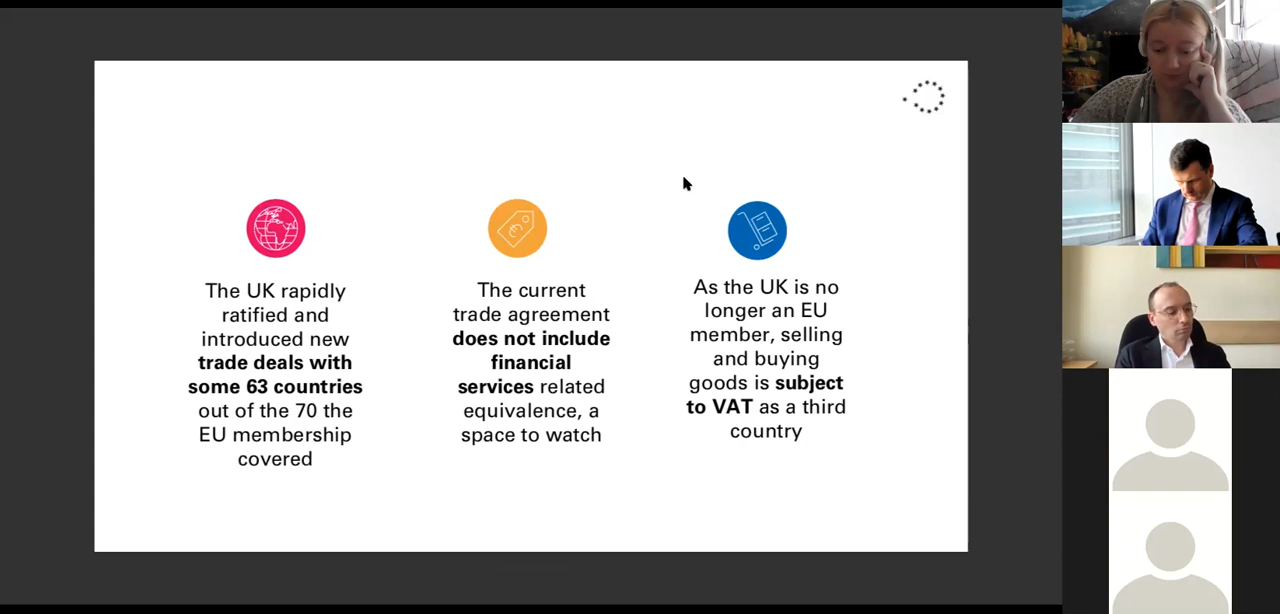 The UK rapidly
ratified and
introduced new
trade deals with
some 63 countries
out of the 70 the
EU membership
covered
The current
trade agreement
does not include
financial
services related
equivalence, a
space to watch
As the UK is no
longer an EU
member, selling
and buying
goods is subject
to VAT as a third
country